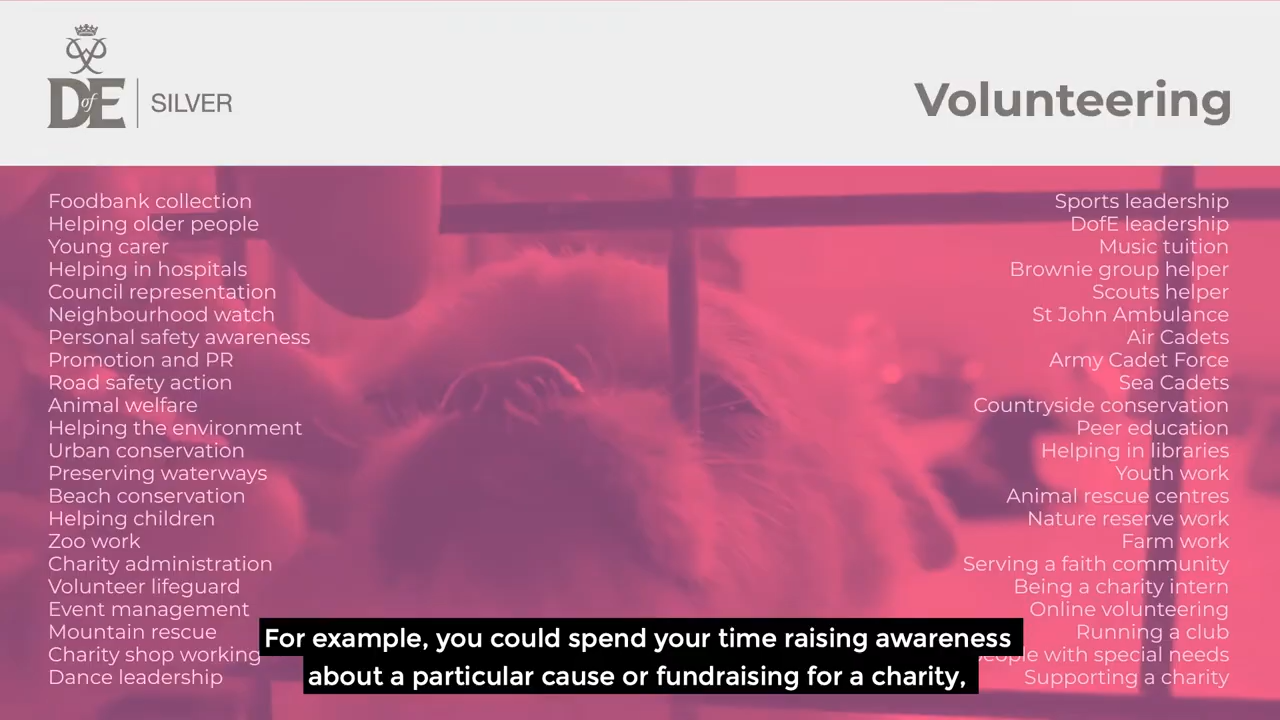 DofE
SILVER
Volunteering
Foodbank collection
Helping older people
Young carer
Helping in hospitals
Council representation
Neighbourhood watch
Personal safety awareness
Promotion and PR
Road safety action
Animal welfare
Helping the environment
Urban conservation
Preserving waterways
Beach conservation
Helping children
Zoo work
Charity administration
Volunteer lifeguard
Event management
Mountain rescue
Charity shop working
Dance leadership
Sports leadership
DofE leadership
Music tuition
Brownie group helper
Scouts helper
St John Ambulance
Air Cadets
Army Cadet Force
Sea Cadets
Countryside conservation
Peer education
Helping in libraries
Youth work
Animal rescue centres
Nature reserve work
Farm work
Serving a faith community
Being a charity intern
Online volunteering
Running a club
with special needs
Supporting a charity
For example, you could spend your time raising awareness
about a particular cause or fundraising for a charity,